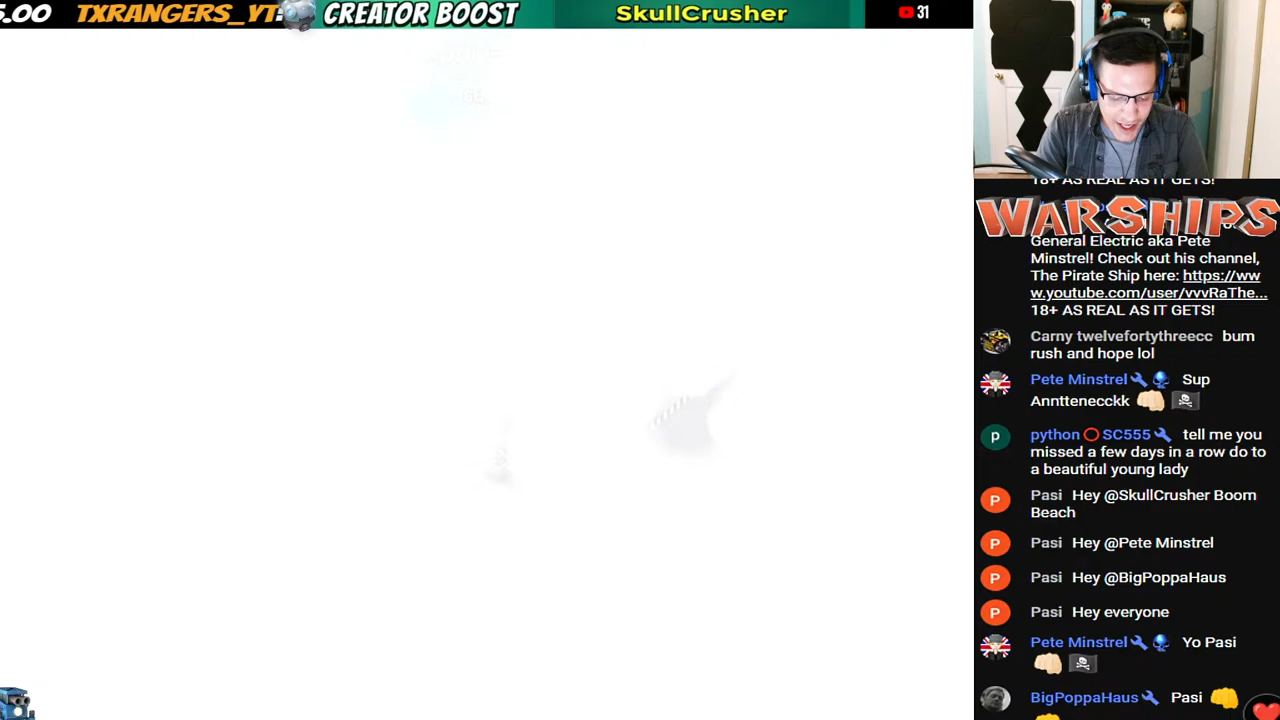 5.00 TXRANGERS_YT: CREATOR BOOST SkullCrusher 31
18+ AS REAL AS IT GETS!
WARSHIPS
General Electric aka Pete
Minstrel! Check out his channel,
The Pirate Ship here: https://ww
w.youtube.com/user/vvvRaThe...
18+ AS REAL AS IT GETS!
Carny twelvefortythreecc bum
rush and hope lol
Pete Minstrel Sup
Annttenecckk
python SC555 tell me you
missed a few days in a row do to
a beautiful young lady
Pasi Hey @SkullCrusher Boom
Beach
Pasi Hey @Pete Minstrel
Pasi Hey @BigPoppaHaus
Pasi Hey everyone
Pete Minstrel Yo Pasi
BigPoppaHaus Pasi